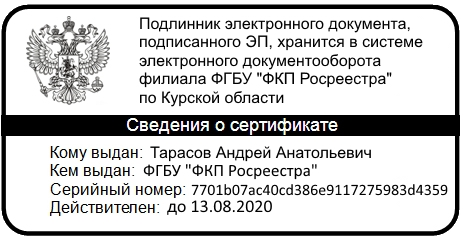 Подлинник электронного документа,
подписанного ЭП, хранится в системе
электронного документооборота
филиала ФГБУ "ФКП Росреестра"
по Курской области
Сведения о сертификате
Кому выдан: Тарасов Андрей Анатольевич
Кем выдан: ФГБУ "ФКП Росреестра"
Серийный номер: 7701b07ac40cd386e9117275983d4359
Действителен: до 13.08.2020